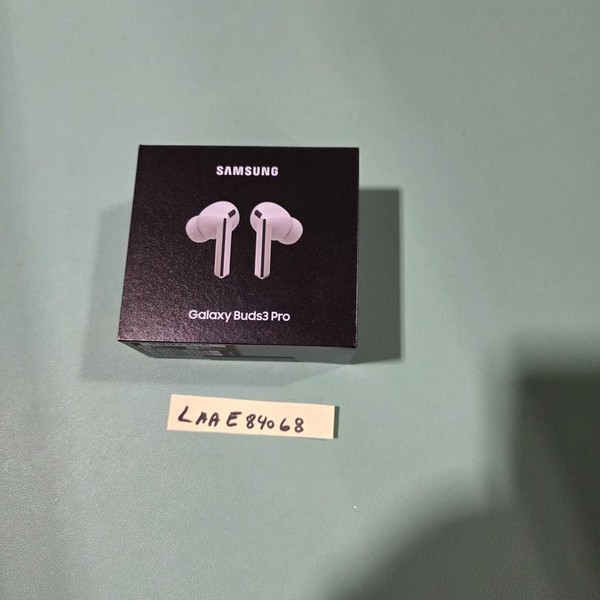 SAMSUNG
Galaxy Buds3 Pro
LAAE84068